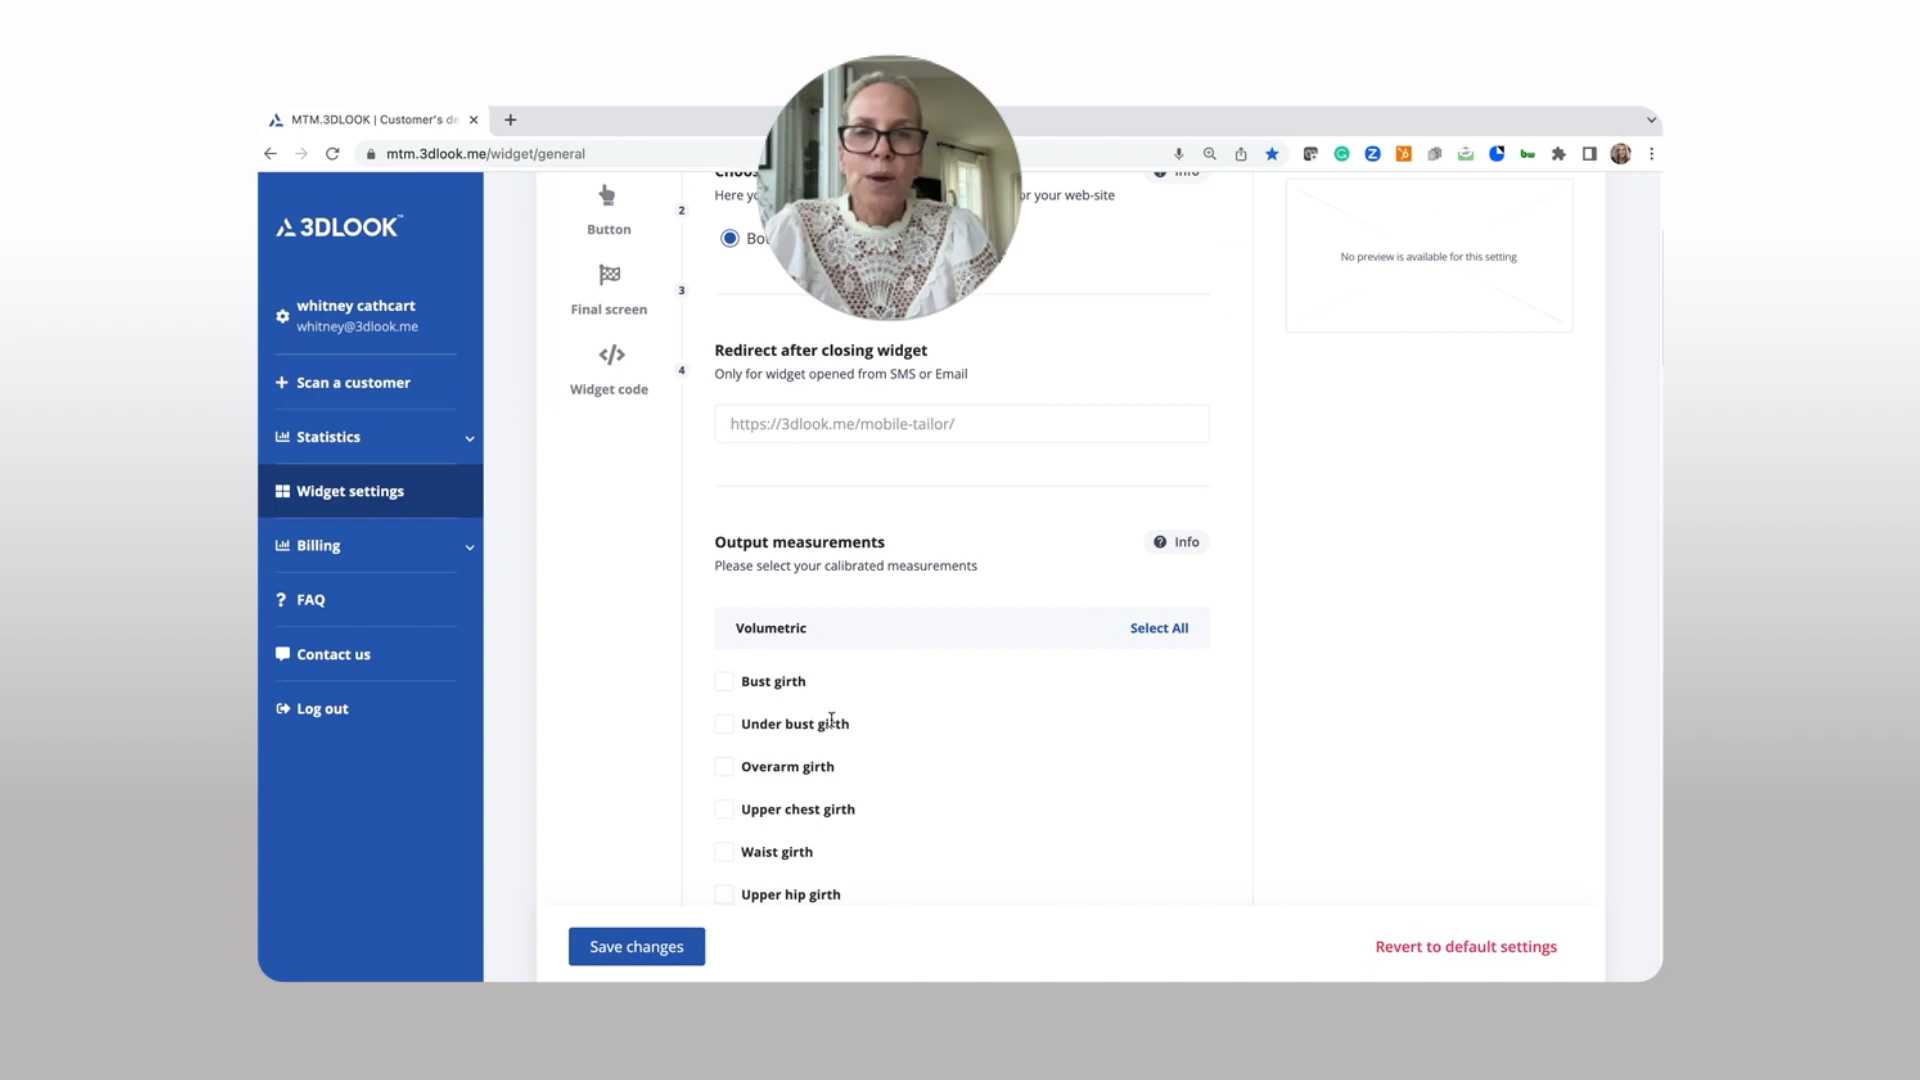 MTM.3DLOOK | Customer's de
mtm.3dlook.me/widget/general
3DLOOK™
whitney cathcart
whitney@3dlook.me
Scan a customer
Statistics
Widget settings
Billing
FAQ
Contact us
Log out
Button
Final screen
Widget code
2
3
4
Info
Here
or your web-site
Redirect after closing widget
Only for widget opened from SMS or Email
https://3dlook.me/mobile-tailor/
Output measurements
Info
Please select your calibrated measurements
Volumetric
Select All
Bust girth
Under bust girth
Overarm girth
Upper chest girth
Waist girth
Upper hip girth
No preview is available for this setting
Save changes
Revert to default settings